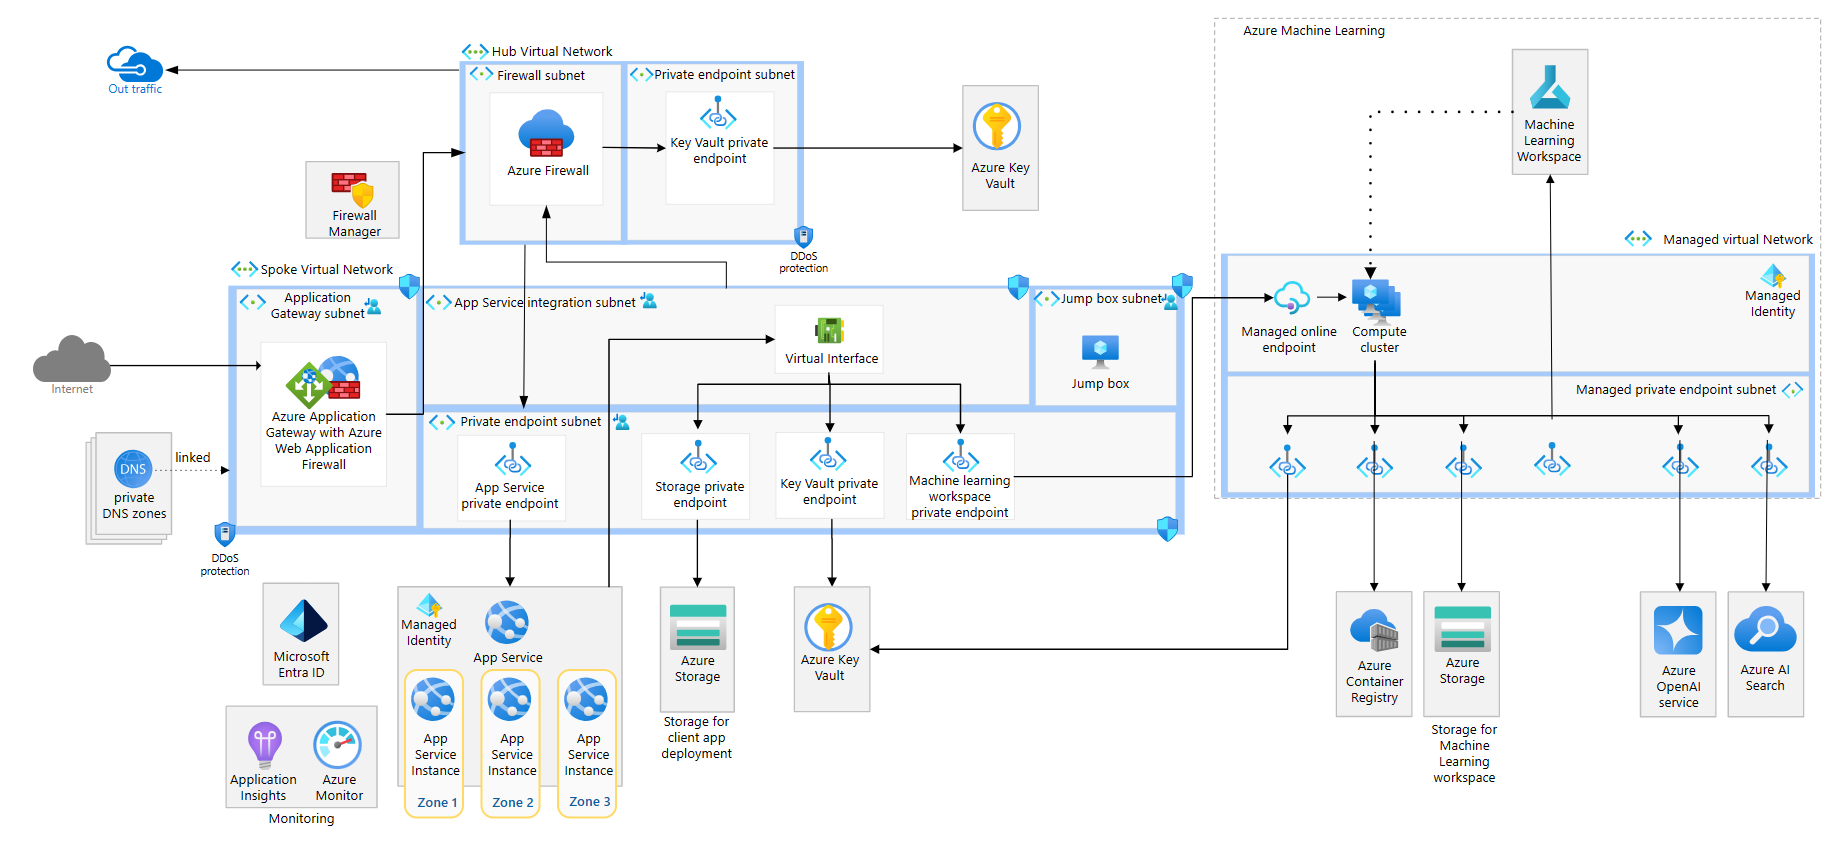 Azure Machine Learning
Hub Virtual Network
Firewall subnet
Private endpoint subnet
Out traffic
Azure Firewall
Key Vault private
endpoint
Azure Key
Vault
Machine
Learning
Workspace
Firewall
Manager
DDoS
protection
Managed virtual Network
Spoke Virtual Network
Application
Gateway subnet
App Service integration subnet
Jump box subnet
Virtual Interface
Jump box
Managed online
endpoint
Compute
cluster
Managed
Identity
Internet
Azure Application
Gateway with Azure
Web Application
Firewall
Managed private endpoint subnet
Private endpoint subnet
DNS
linked
private
DNS zones
App Service
private endpoint
Storage private
endpoint
Key Vault private
endpoint
Machine learning
workspace
private endpoint
DDoS
protection
Microsoft
Entra ID
Managed
Identity
App Service
Azure
Storage
Storage for
client app
deployment
Azure Key
Vault
Azure
Container
Registry
Azure
Storage
Storage for
Machine
Learning
workspace
Azure
OpenAI
service
Azure AI
Search
App
Service
Instance
Zone 1
App
Service
Instance
Zone 2
App
Service
Instance
Zone 3
Application
Insights
Azure
Monitor
Monitoring